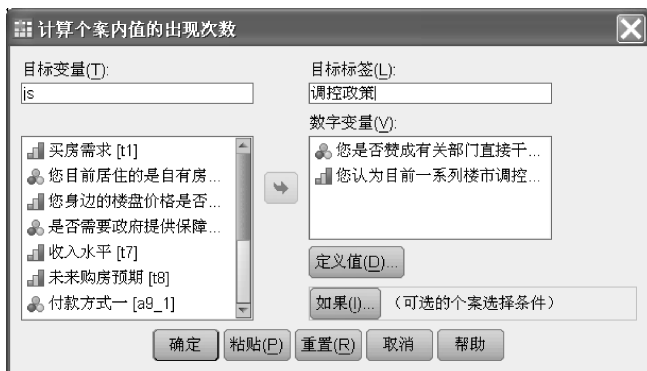 计算个案内值的出现次数
目标变量(T):
js
目标标签(L):
调控政策
数字变量(V):
买房需求 [t1]
您目前居住的是自有房...
您身边的楼盘价格是否...
是否需要政府提供保障...
收入水平 [t7]
未来购房预期 [t8]
付款方式一 [a9_1]
您是否赞成有关部门直接干...
您认为目前一系列楼市调控...
定义值(D)...
如果(I)... (可选的个案选择条件)
确定 粘贴(P) 重置(R) 取消 帮助